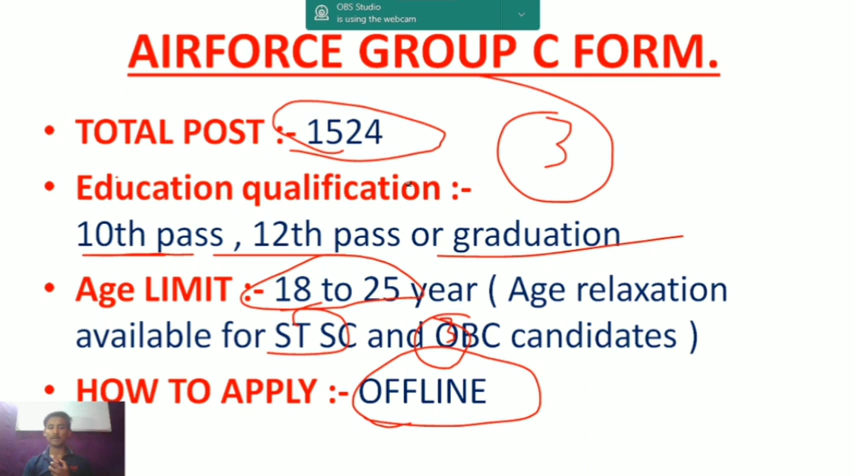 OBS Studio
is using the webcam
AIRFORCE GROUP C FORM.
• TOTAL POST :- 1524
3
• Education qualification :-
10th pass , 12th pass or graduation
• Age LIMIT :- 18 to 25 year ( Age relaxation
available for ST SC and OBC candidates )
3
• HOW TO APPLY :- OFFLINE